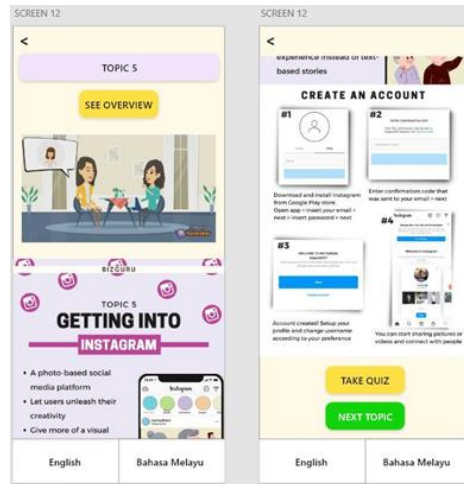 SCREEN 12
<
TOPIC 5
SEE OVERVIEW
BIZGURU
TOPIC 5
GETTING INTO
INSTAGRAM
• A photo-based social
media platform
• Let users unleash their
creativity
• Give more of a visual
Instagram
English
Bahasa Melayu
SCREEN 12
<
experience instead of text-
based stories
CREATE AN ACCOUNT
#1
Download and install Instagram
from Google Play store.
Open app > insert your email >
next > insert password > next
#2
Enter confirmation code that
was sent to your email > next
#3
Account created! Setup your
profile and change username
according to your preference
#4
Instagram
Welcome to Instagram
You can start sharing pictures or
videos and connect with people
TAKE QUIZ
NEXT TOPIC
English
Bahasa Melayu